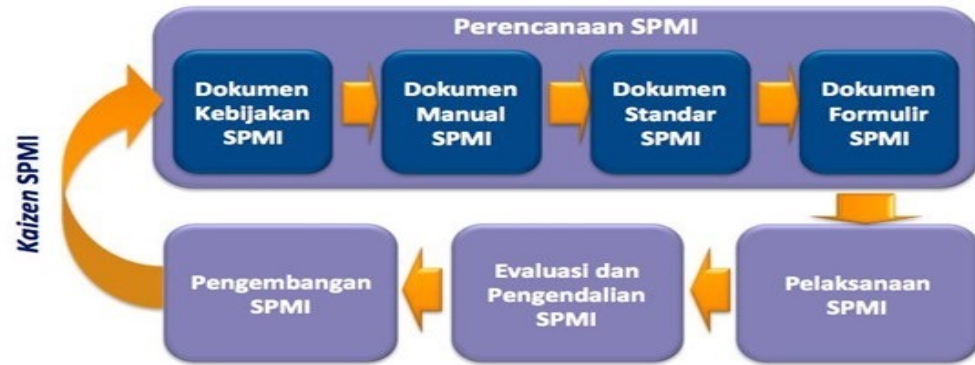 Perencanaan SPMI
Dokumen
Kebijakan
SPMI
Dokumen
Manual
SPMI
Dokumen
Standar
SPMI
Dokumen
Formulir
SPMI
Kaizen SPMI
Pengembangan
SPMI
Evaluasi dan
Pengendalian
SPMI
Pelaksanaan
SPMI